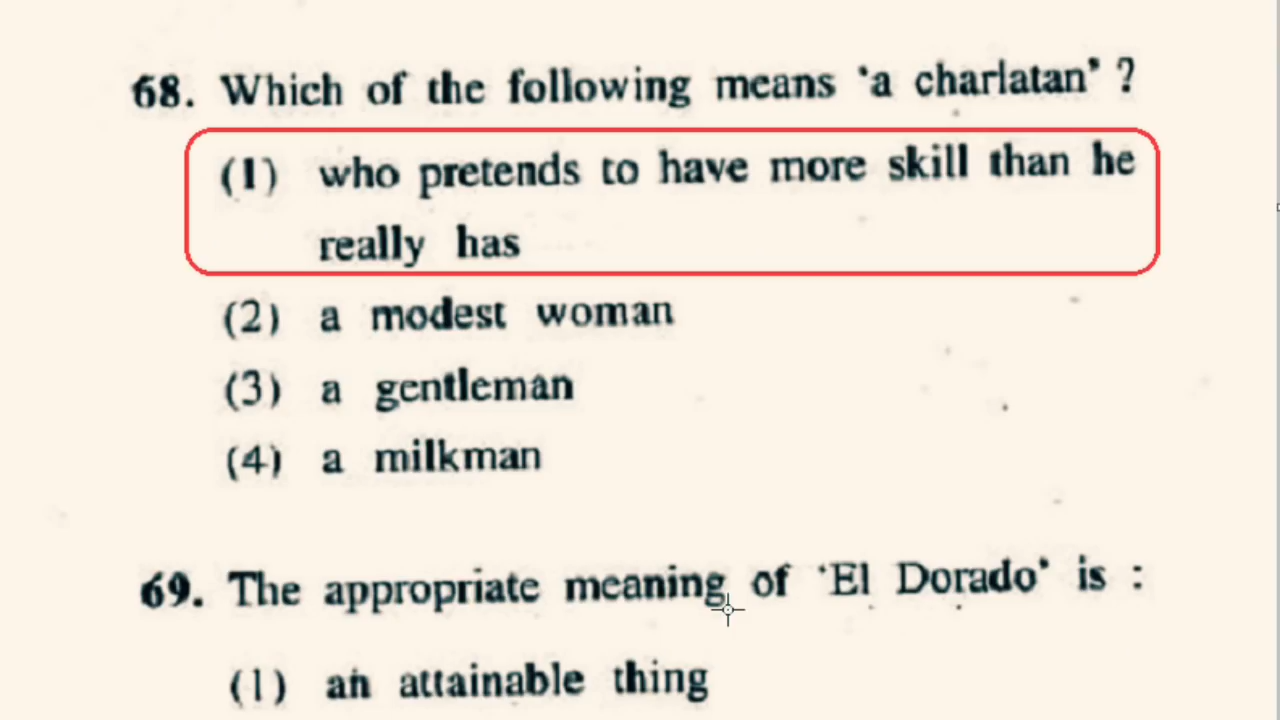 68. Which of the following means 'a charlatan' ?
(1) who pretends to have more skill than he
really has
(2) a modest woman
(3) a gentleman
(4) a milkman
69. The appropriate meaning of 'El Dorado' is :
(1) an attainable thing